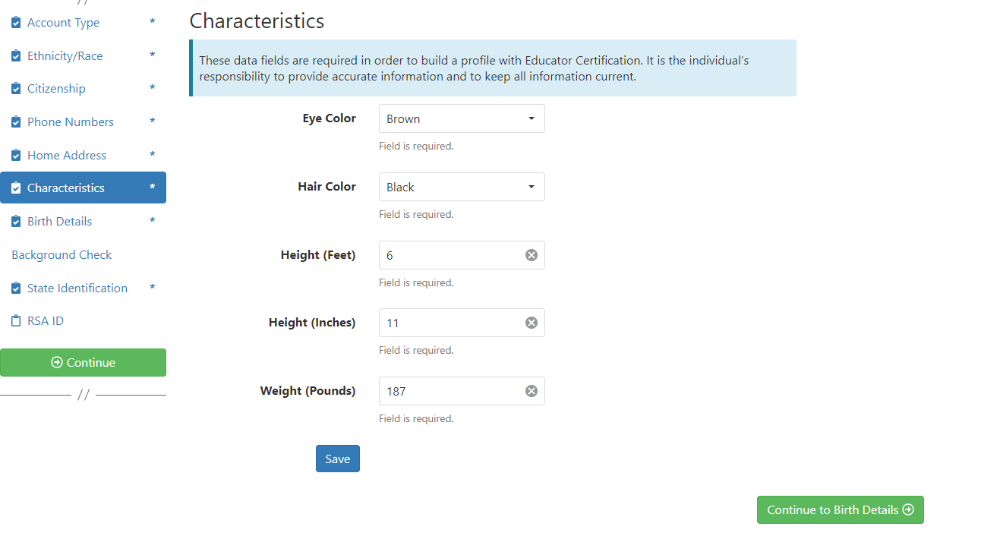 //
Account Type *
Ethnicity/Race *
Citizenship *
Phone Numbers *
Home Address *
Characteristics *
Birth Details *
Background Check
State Identification *
RSA ID
Continue
//
Characteristics
These data fields are required in order to build a profile with Educator Certification. It is the individual's
responsibility to provide accurate information and to keep all information current.
Eye Color Brown
Field is required.
Hair Color Black
Field is required.
Height (Feet) 6
Field is required.
Height (Inches) 11
Field is required.
Weight (Pounds) 187
Field is required.
Save
Continue to Birth Details